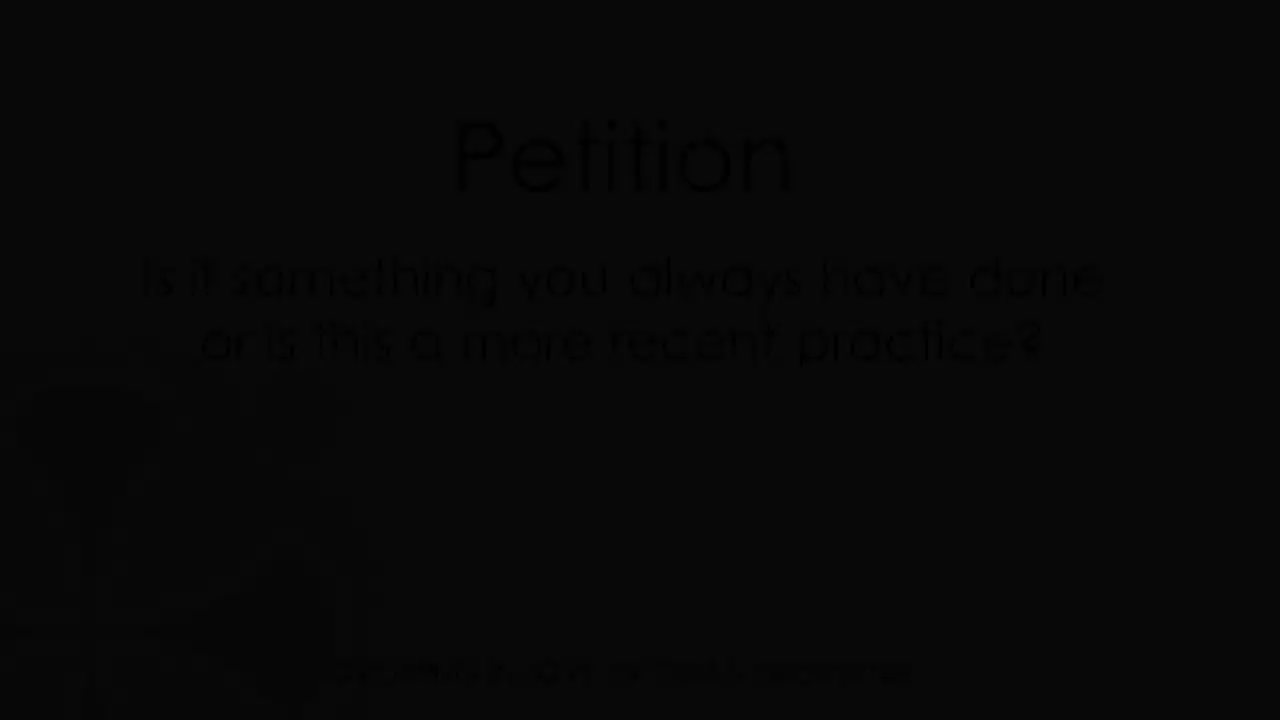 Petition
Is it something you always have done
or is this a more recent practice?